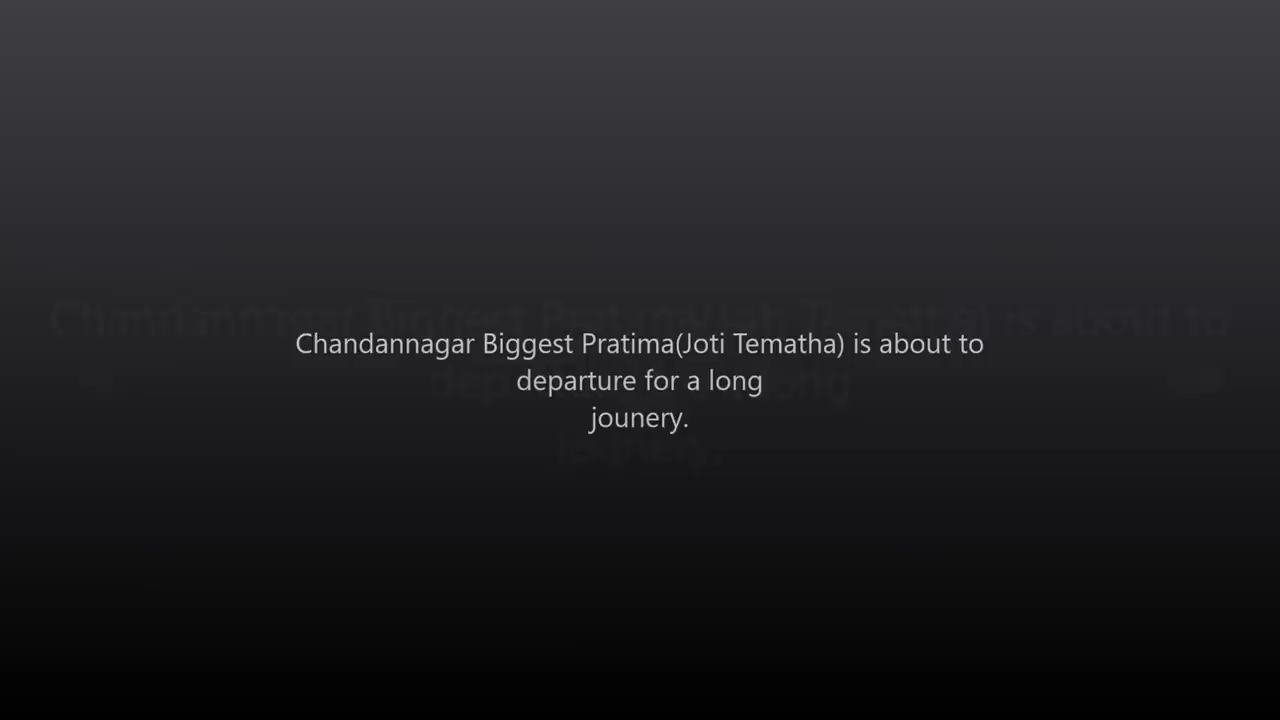 Chandannagar Biggest Pratima(Joti Tematha) is about to
departure for a long
jounery.